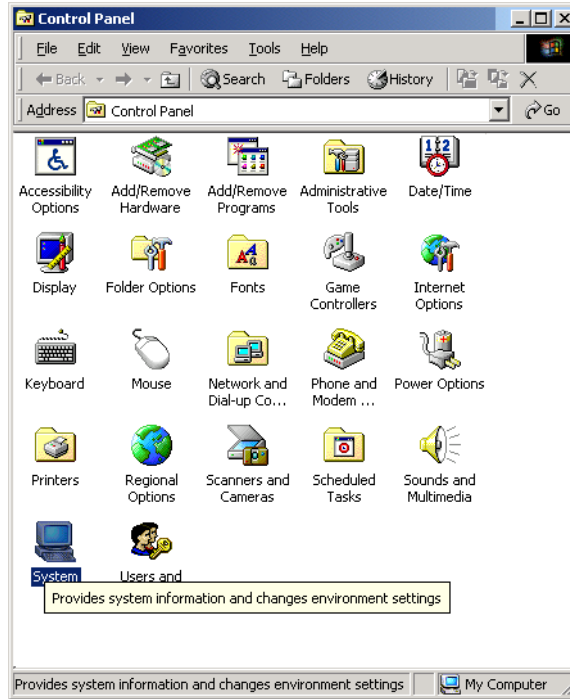 Control Panel
File Edit View Favorites Tools Help
Back Search Folders History
Address Control Panel Go
Accessibility Options
Add/Remove Hardware
Add/Remove Programs
Administrative Tools
1 2
Date/Time
Display
Folder Options
Fonts
Game Controllers
Internet Options
Keyboard
Mouse
Network and Dial-up Co...
Phone and Modem ...
Power Options
Printers
Regional Options
Scanners and Cameras
Scheduled Tasks
Sounds and Multimedia
System
Users and
Provides system information and changes environment settings
Provides system information and changes environment settings My Computer